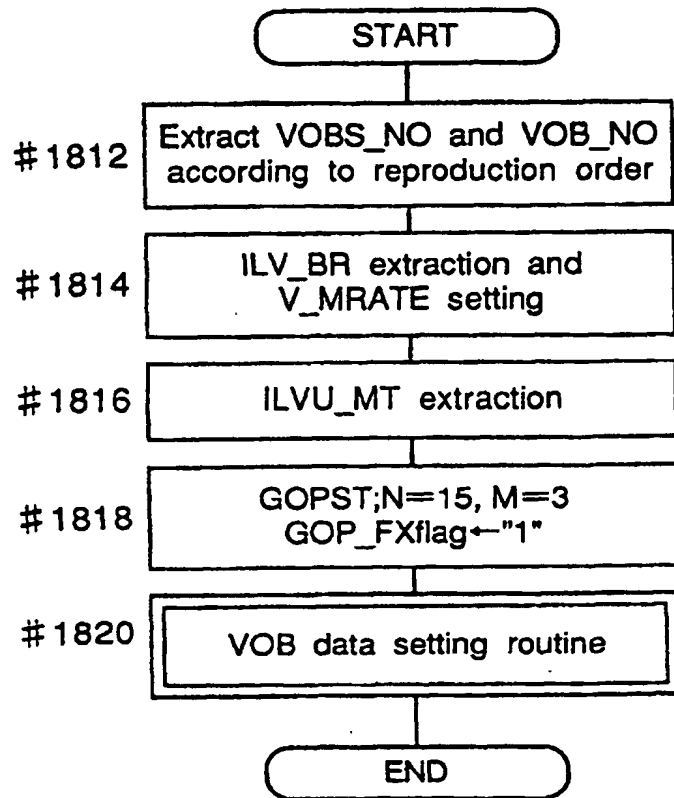 START
#1812
Extract VOBS_NO and VOB_NO
according to reproduction order
#1814
ILV_BR extraction and
V_MRATE setting
#1816
ILVU_MT extraction
#1818
GOPST;N=15, M=3
GOP_FXflag←"1"
#1820
VOB data setting routine
END